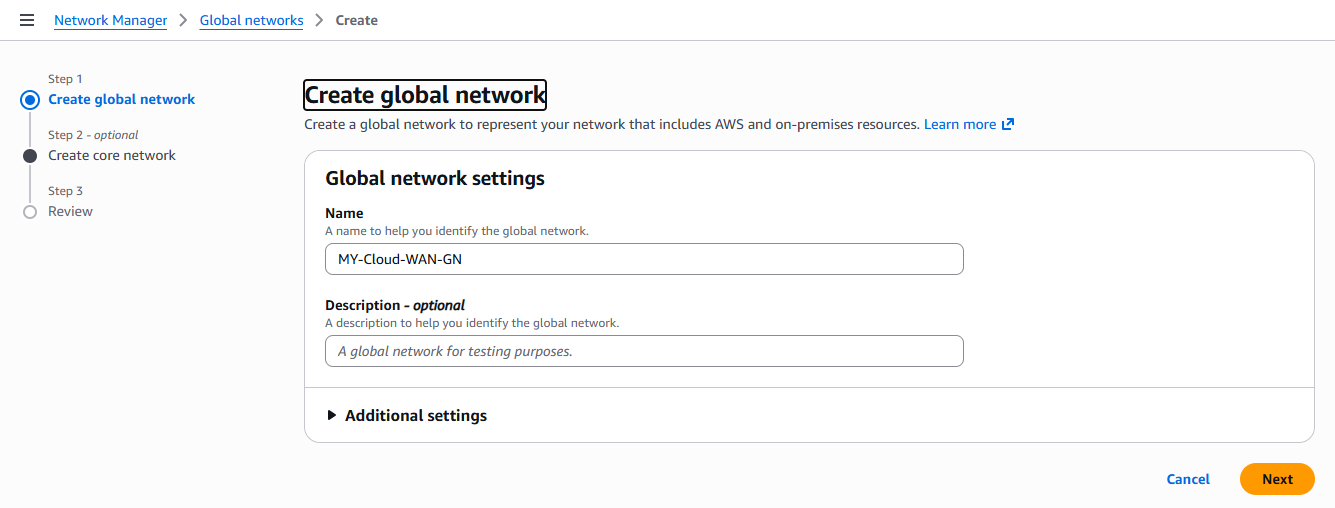 Network Manager > Global networks > Create
Step 1
Create global network
Step 2 - optional
Create core network
Step 3
Review
Create global network
Create a global network to represent your network that includes AWS and on-premises resources. Learn more
Global network settings
Name
A name to help you identify the global network.
MY-Cloud-WAN-GN
Description - optional
A description to help you identify the global network.
A global network for testing purposes.
Additional settings
Cancel Next